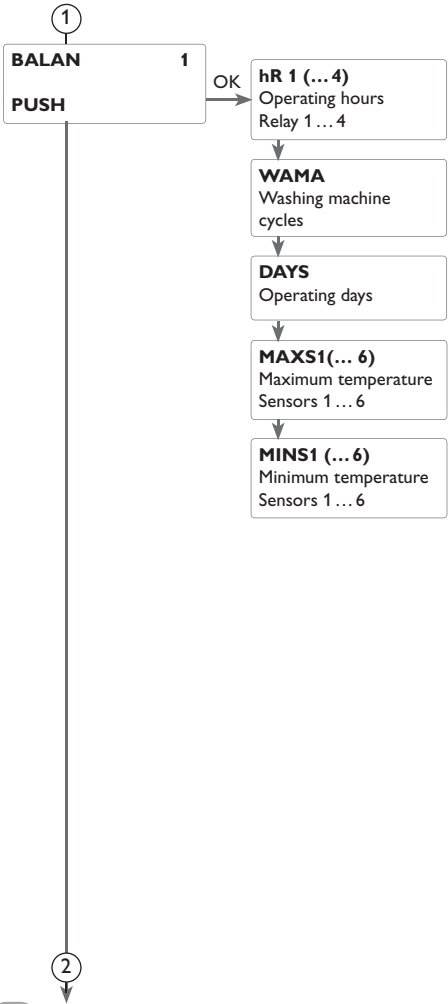 1
BALAN 1
PUSH
OK
hR 1 (… 4)
Operating hours
Relay 1 … 4
WAMA
Washing machine
cycles
DAYS
Operating days
MAXS1(… 6)
Maximum temperature
Sensors 1 … 6
MINS1 (… 6)
Minimum temperature
Sensors 1 … 6
2